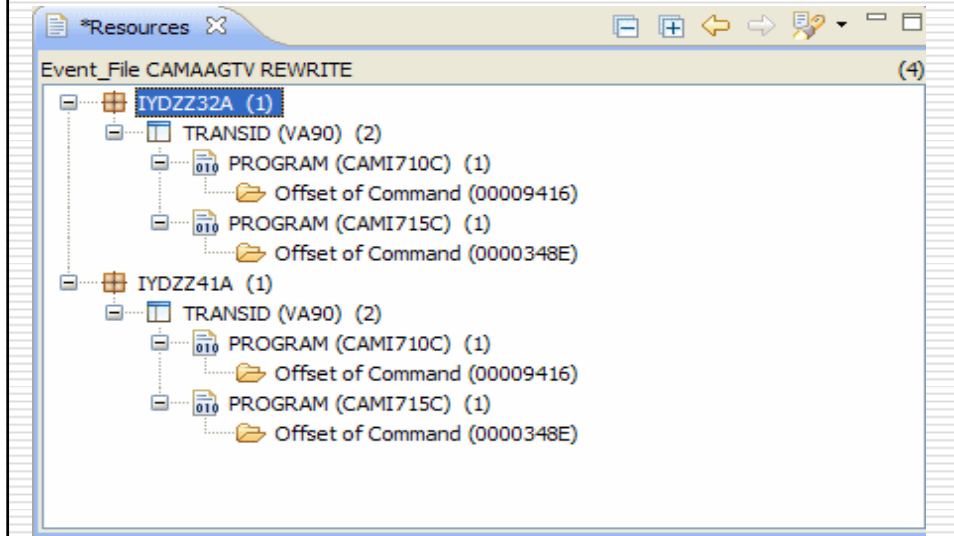 *Resources
Event_File CAMAAGTV REWRITE (4)
IYDZZ32A (1)
TRANSID (VA90) (2)
PROGRAM (CAMI710C) (1)
Offset of Command (00009416)
PROGRAM (CAMI715C) (1)
Offset of Command (0000348E)
IYDZZ41A (1)
TRANSID (VA90) (2)
PROGRAM (CAMI710C) (1)
Offset of Command (00009416)
PROGRAM (CAMI715C) (1)
Offset of Command (0000348E)